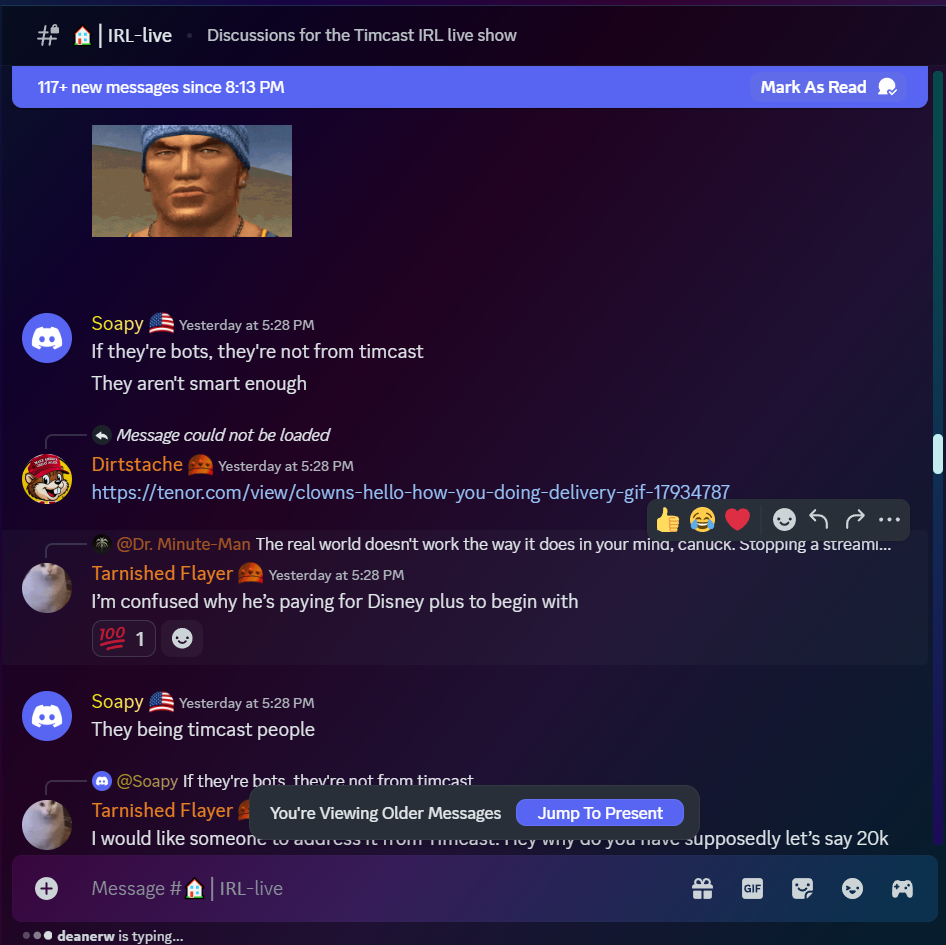 🏠 | IRL-live • Discussions for the Timcast IRL live show
117+ new messages since 8:13 PM Mark As Read
Soapy Yesterday at 5:28 PM
If they're bots, they're not from timcast
They aren't smart enough
Message could not be loaded
Dirtstache Yesterday at 5:28 PM
https://tenor.com/view/clowns-hello-how-you-doing-delivery-gif-17934787
@Dr. Minute-Man The real world doesn't work the way it does in your mind, canuck. Stopping a streami...
Tarnished Flayer Yesterday at 5:28 PM
I’m confused why he’s paying for Disney plus to begin with
💯 1
Soapy Yesterday at 5:28 PM
They being timcast people
@Soapy If they're bots, they're not from timcast
Tarnished Flayer
You're Viewing Older Messages Jump To Present
I would like someone to address it from Timcast. Hey why do you have supposedly let’s say 20k
Message #🏠 | IRL-live
GIF
deanerw is typing...